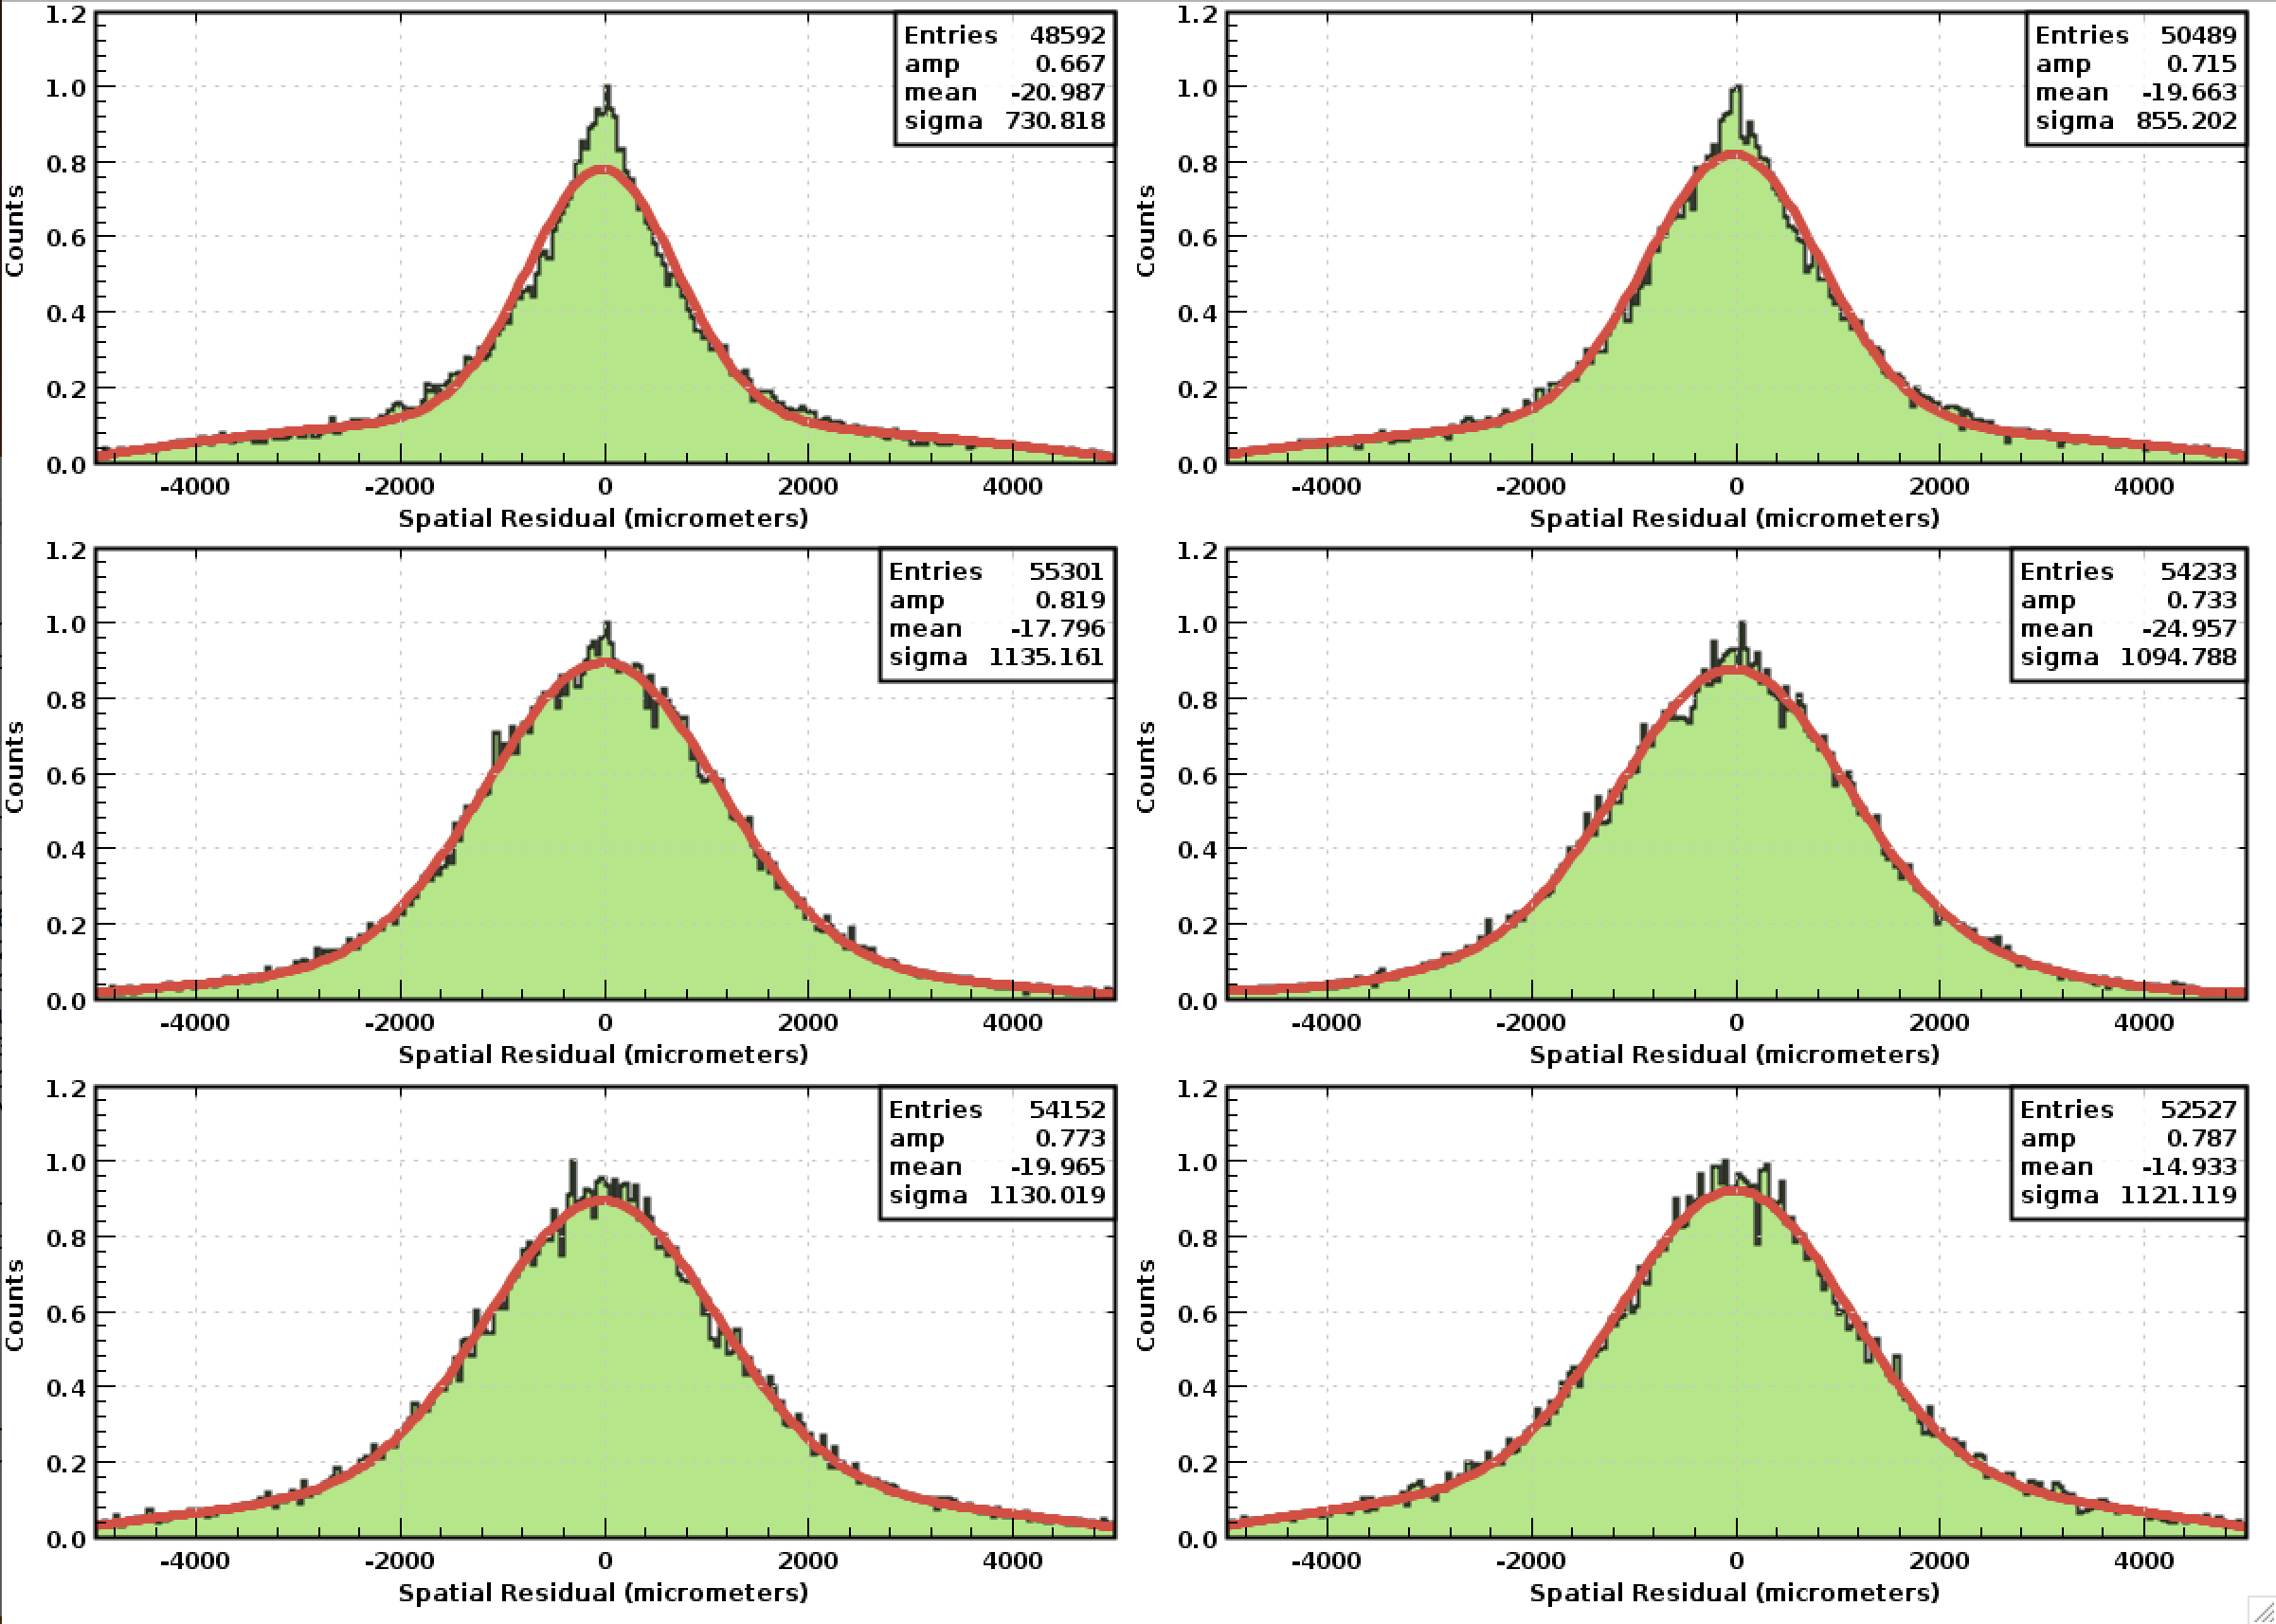 1.2
1.0
0.8
0.6
0.4
0.2
0.0
Counts
-4000 -2000 0 2000 4000
Spatial Residual (micrometers)
Entries 48592
amp 0.667
mean -20.987
sigma 730.818
1.2
1.0
0.8
0.6
0.4
0.2
0.0
Counts
-4000 -2000 0 2000 4000
Spatial Residual (micrometers)
Entries 50489
amp 0.715
mean -19.663
sigma 855.202
1.2
1.0
0.8
0.6
0.4
0.2
0.0
Counts
-4000 -2000 0 2000 4000
Spatial Residual (micrometers)
Entries 55301
amp 0.819
mean -17.796
sigma 1135.161
1.2
1.0
0.8
0.6
0.4
0.2
0.0
Counts
-4000 -2000 0 2000 4000
Spatial Residual (micrometers)
Entries 54233
amp 0.733
mean -24.957
sigma 1094.788
1.2
1.0
0.8
0.6
0.4
0.2
0.0
Counts
-4000 -2000 0 2000 4000
Spatial Residual (micrometers)
Entries 54152
amp 0.773
mean -19.965
sigma 1130.019
1.2
1.0
0.8
0.6
0.4
0.2
0.0
Counts
-4000 -2000 0 2000 4000
Spatial Residual (micrometers)
Entries 52527
amp 0.787
mean -14.933
sigma 1121.119